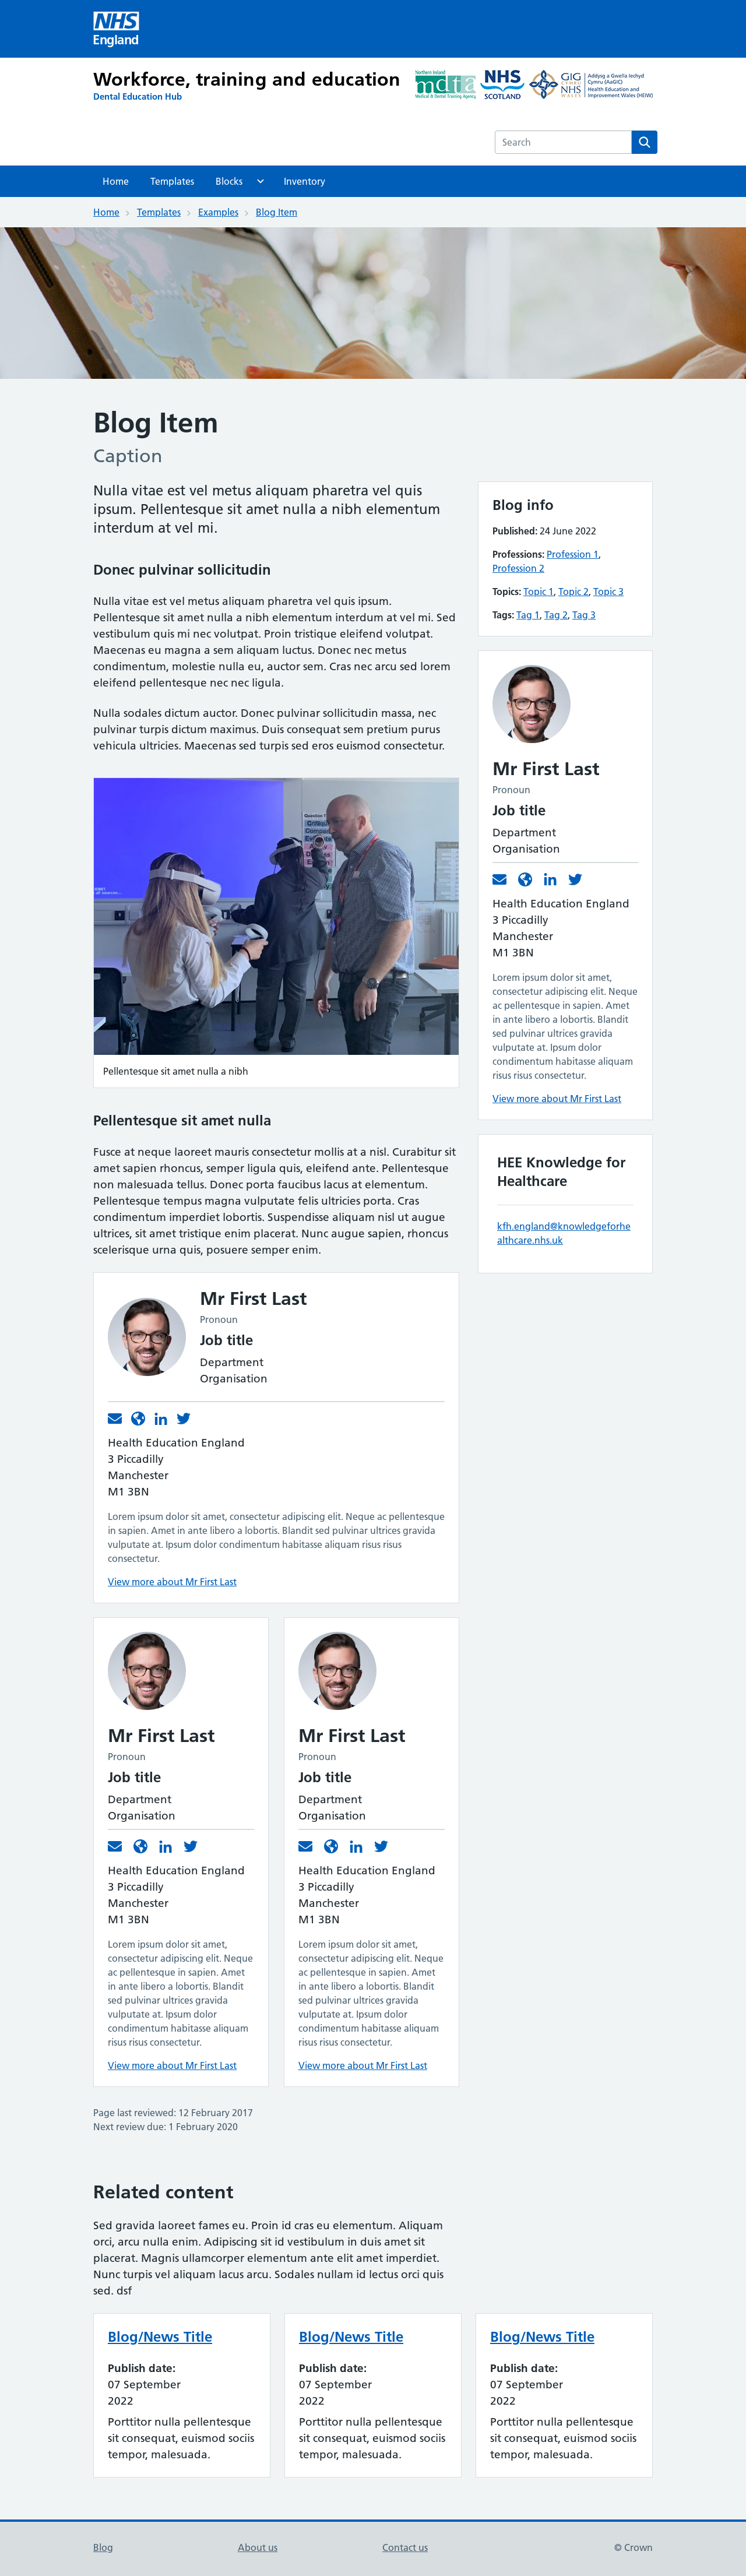 NHS
England
Workforce, training and education
Dental Education Hub
Northern Ireland
mdta
Medical & Dental Training Agency
NHS
SCOTLAND
GIG
CYMRU
NHS
WALES
Addysg a Gwella Iechyd
Cymru (AaGIC)
Health Education and
Improvement Wales (HEIW)
Search
Home Templates Blocks Inventory
Home Templates Examples Blog Item
Blog Item
Caption
Nulla vitae est vel metus aliquam pharetra vel quis
ipsum. Pellentesque sit amet nulla a nibh elementum
interdum at vel mi.
Donec pulvinar sollicitudin
Nulla vitae est vel metus aliquam pharetra vel quis ipsum.
Pellentesque sit amet nulla a nibh elementum interdum at vel mi. Sed
vestibulum quis mi nec volutpat. Proin tristique eleifend volutpat.
Maecenas eu magna a sem aliquam luctus. Donec nec metus
condimentum, molestie nulla eu, auctor sem. Cras nec arcu sed lorem
eleifend pellentesque nec nec ligula.
Nulla sodales dictum auctor. Donec pulvinar sollicitudin massa, nec
pulvinar turpis dictum maximus. Duis consequat sem pretium purus
vehicula ultricies. Maecenas sed turpis sed eros euismod consectetur.
Pellentesque sit amet nulla a nibh
Pellentesque sit amet nulla
Fusce at neque laoreet mauris consectetur mollis at a nisl. Curabitur sit
amet sapien rhoncus, semper ligula quis, eleifend ante. Pellentesque
non malesuada tellus. Donec porta faucibus lacus at elementum.
Pellentesque tempus magna vulputate felis ultricies porta. Cras
condimentum imperdiet lobortis. Suspendisse aliquam nisl ut augue
ultrices, sit amet tristique enim placerat. Nunc augue sapien, rhoncus
scelerisque urna quis, posuere semper enim.
Mr First Last
Pronoun
Job title
Department
Organisation
Health Education England
3 Piccadilly
Manchester
M1 3BN
Lorem ipsum dolor sit amet, consectetur adipiscing elit. Neque ac pellentesque
in sapien. Amet in ante libero a lobortis. Blandit sed pulvinar ultrices gravida
vulputate at. Ipsum dolor condimentum habitasse aliquam risus risus
consectetur.
View more about Mr First Last
Mr First Last
Pronoun
Job title
Department
Organisation
Health Education England
3 Piccadilly
Manchester
M1 3BN
Lorem ipsum dolor sit amet,
consectetur adipiscing elit. Neque
ac pellentesque in sapien. Amet
in ante libero a lobortis. Blandit
sed pulvinar ultrices gravida
vulputate at. Ipsum dolor
condimentum habitasse aliquam
risus risus consectetur.
View more about Mr First Last
Mr First Last
Pronoun
Job title
Department
Organisation
Health Education England
3 Piccadilly
Manchester
M1 3BN
Lorem ipsum dolor sit amet,
consectetur adipiscing elit. Neque
ac pellentesque in sapien. Amet
in ante libero a lobortis. Blandit
sed pulvinar ultrices gravida
vulputate at. Ipsum dolor
condimentum habitasse aliquam
risus risus consectetur.
View more about Mr First Last
Page last reviewed: 12 February 2017
Next review due: 1 February 2020
Blog info
Published: 24 June 2022
Professions: Profession 1,
Profession 2
Topics: Topic 1, Topic 2, Topic 3
Tags: Tag 1, Tag 2, Tag 3
Mr First Last
Pronoun
Job title
Department
Organisation
Health Education England
3 Piccadilly
Manchester
M1 3BN
Lorem ipsum dolor sit amet,
consectetur adipiscing elit. Neque
ac pellentesque in sapien. Amet
in ante libero a lobortis. Blandit
sed pulvinar ultrices gravida
vulputate at. Ipsum dolor
condimentum habitasse aliquam
risus risus consectetur.
View more about Mr First Last
HEE Knowledge for
Healthcare
kfh.england@knowledgeforhe
althcare.nhs.uk
Related content
Sed gravida laoreet fames eu. Proin id cras eu elementum. Aliquam
orci, arcu nulla enim. Adipiscing sit id vestibulum in duis amet sit
placerat. Magnis ullamcorper elementum ante elit amet imperdiet.
Nunc turpis vel aliquam lacus arcu. Sodales nullam id lectus orci quis
sed. dsf
Blog/News Title
Publish date:
07 September
2022
Porttitor nulla pellentesque
sit consequat, euismod sociis
tempor, malesuada.
Blog/News Title
Publish date:
07 September
2022
Porttitor nulla pellentesque
sit consequat, euismod sociis
tempor, malesuada.
Blog/News Title
Publish date:
07 September
2022
Porttitor nulla pellentesque
sit consequat, euismod sociis
tempor, malesuada.
Blog About us Contact us © Crown